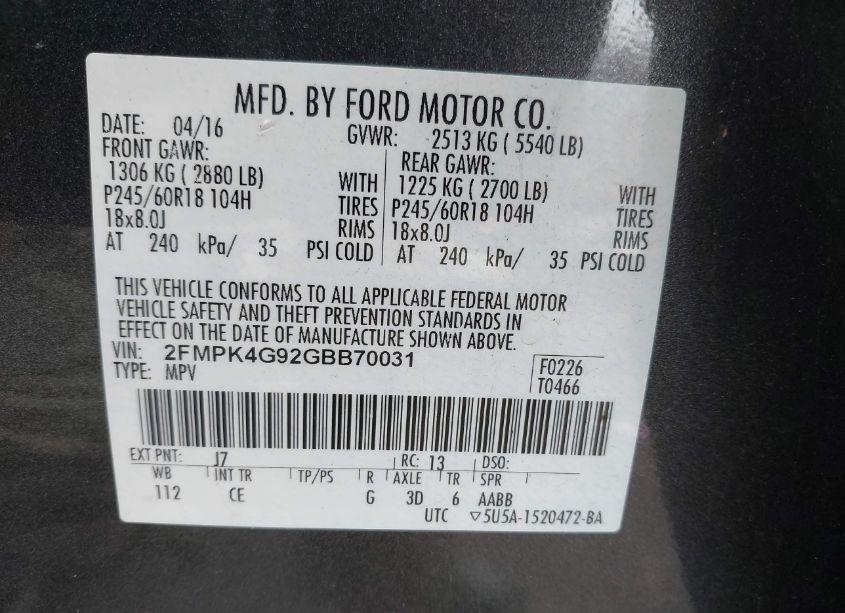 MFD. BY FORD MOTOR CO.
DATE: 04/16 GVWR: 2513 KG ( 5540 LB)
FRONT GAWR: REAR GAWR:
1306 KG ( 2880 LB) WITH 1225 KG ( 2700 LB) WITH
P245/60R18 104H TIRES P245/60R18 104H TIRES
18x8.0J RIMS 18x8.0J RIMS
AT 240 kPa/ 35 PSI COLD AT 240 kPa/ 35 PSI COLD
THIS VEHICLE CONFORMS TO ALL APPLICABLE FEDERAL MOTOR
VEHICLE SAFETY AND THEFT PREVENTION STANDARDS IN
EFFECT ON THE DATE OF MANUFACTURE SHOWN ABOVE.
VIN: 2FMPK4G92GBB70031
TYPE: MPV
F0226
T0466
EXT PNT: J7 RC: 13 DSO:
WB INT TR TP/PS R AXLE TR SPR
112 CE G 3D 6 AABB
UTC ▽5U5A-1520472-BA